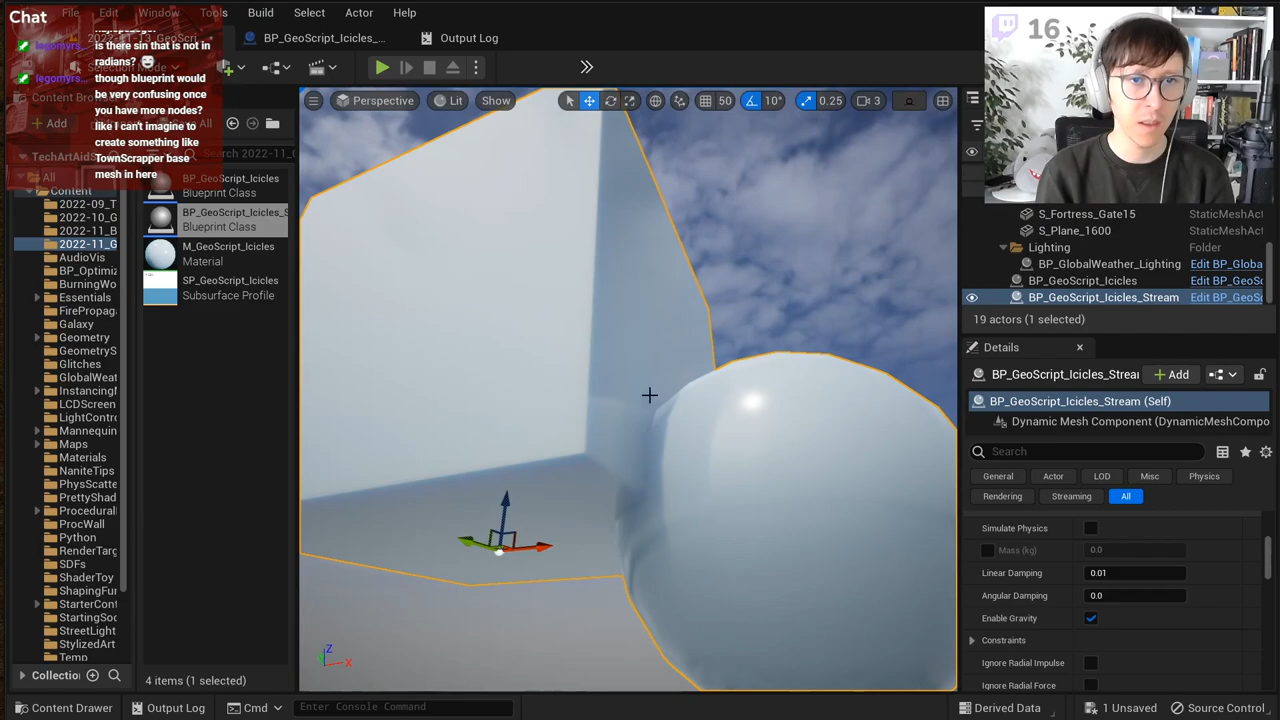 Chat
File
Edit
Window
Tools
Build
Select
Actor
Help
is there sin that is not in
radians?
though blueprint would
be very confusing once
you have more nodes?
like I can't imagine to
create something like
TownScrapper base
mesh in here
Output Log
16
Perspective
Lit
Show
50
10°
0.25
3
Add
All
TechArtAid
All
Content
2022-09_T
2022-10_G
2022-11_B
2022-11_G
AudioVis
BP_Optimiz
BurningWo
Essentials
FirePropag
Galaxy
Geometry
GeometryS
Glitches
GlobalWeat
Instancing
LCDScreen
LightContro
Mannequin
Maps
Materials
NaniteTips
PhysScatte
PrettyShad
Procedural
ProcWall
Python
RenderTarg
SDFs
ShaderToy
ShapingFun
StarterCont
StartingSoo
StreetLight
StylizedArt
Temp
Collectio
BP_GeoScript_Icicles
Blueprint Class
BP_GeoScript_Icicles_S
Blueprint Class
M_GeoScript_Icicles
Material
SP_GeoScript_Icicles
Subsurface Profile
4 items (1 selected)
Z
X
S_Fortress_Gate15
StaticMeshAct
S_Plane_1600
StaticMeshAct
Lighting
Folder
BP_GlobalWeather_Lighting
Edit BP_Globa
BP_GeoScript_Icicles
Edit BP_GeoS
BP_GeoScript_Icicles_Stream
Edit BP_GeoS
19 actors (1 selected)
Details
BP_GeoScript_Icicles_Strear
Add
BP_GeoScript_Icicles_Stream (Self)
Dynamic Mesh Component (DynamicMeshCompo
Search
General
Actor
LOD
Misc
Physics
Rendering
Streaming
All
Simulate Physics
Mass (kg)
0.0
Linear Damping
0.01
Angular Damping
0.0
Enable Gravity
Constraints
Ignore Radial Impulse
Ignore Radial Force
Content Drawer
Output Log
Cmd
Enter Console Command
Derived Data
1 Unsaved
Source Control